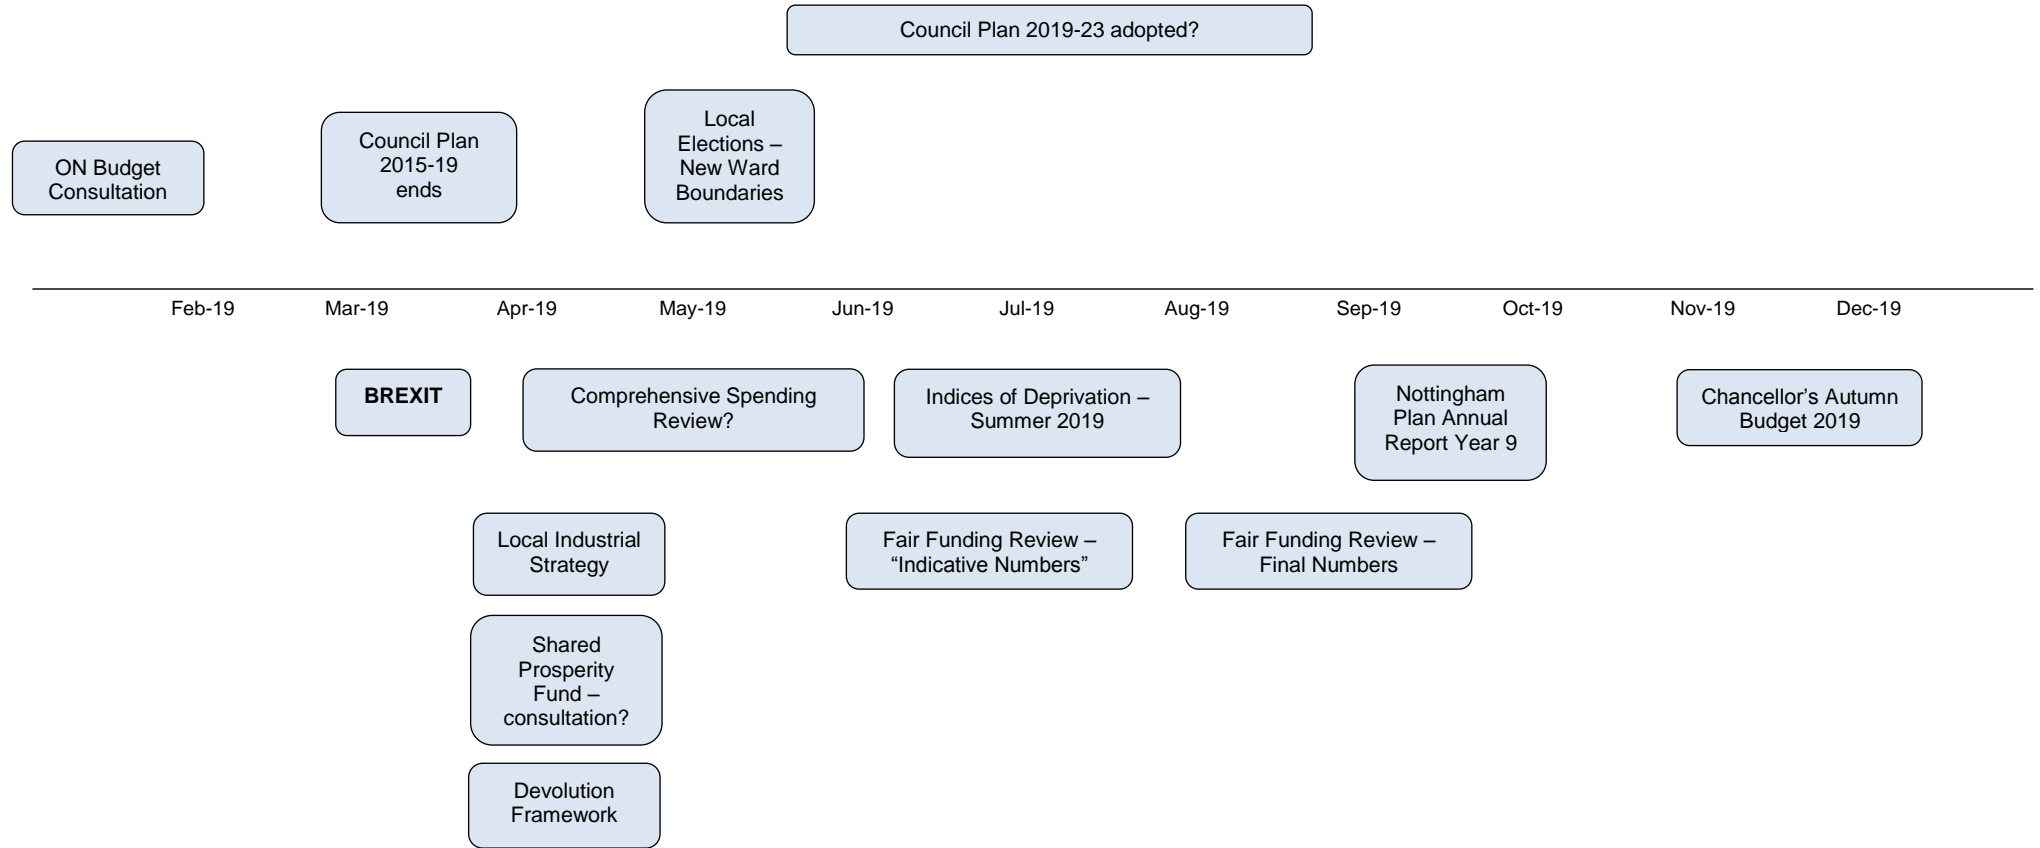 Council Plan 2019-23 adopted?
ON Budget
Consultation
Council Plan
2015-19
ends
Local
Elections –
New Ward
Boundaries
Feb-19
Mar-19
Apr-19
May-19
Jun-19
Jul-19
Aug-19
Sep-19
Oct-19
Nov-19
Dec-19
BREXIT
Comprehensive Spending
Review?
Indices of Deprivation –
Summer 2019
Nottingham
Plan Annual
Report Year 9
Chancellor’s Autumn
Budget 2019
Local Industrial
Strategy
Fair Funding Review –
“Indicative Numbers”
Fair Funding Review –
Final Numbers
Shared
Prosperity
Fund –
consultation?
Devolution
Framework